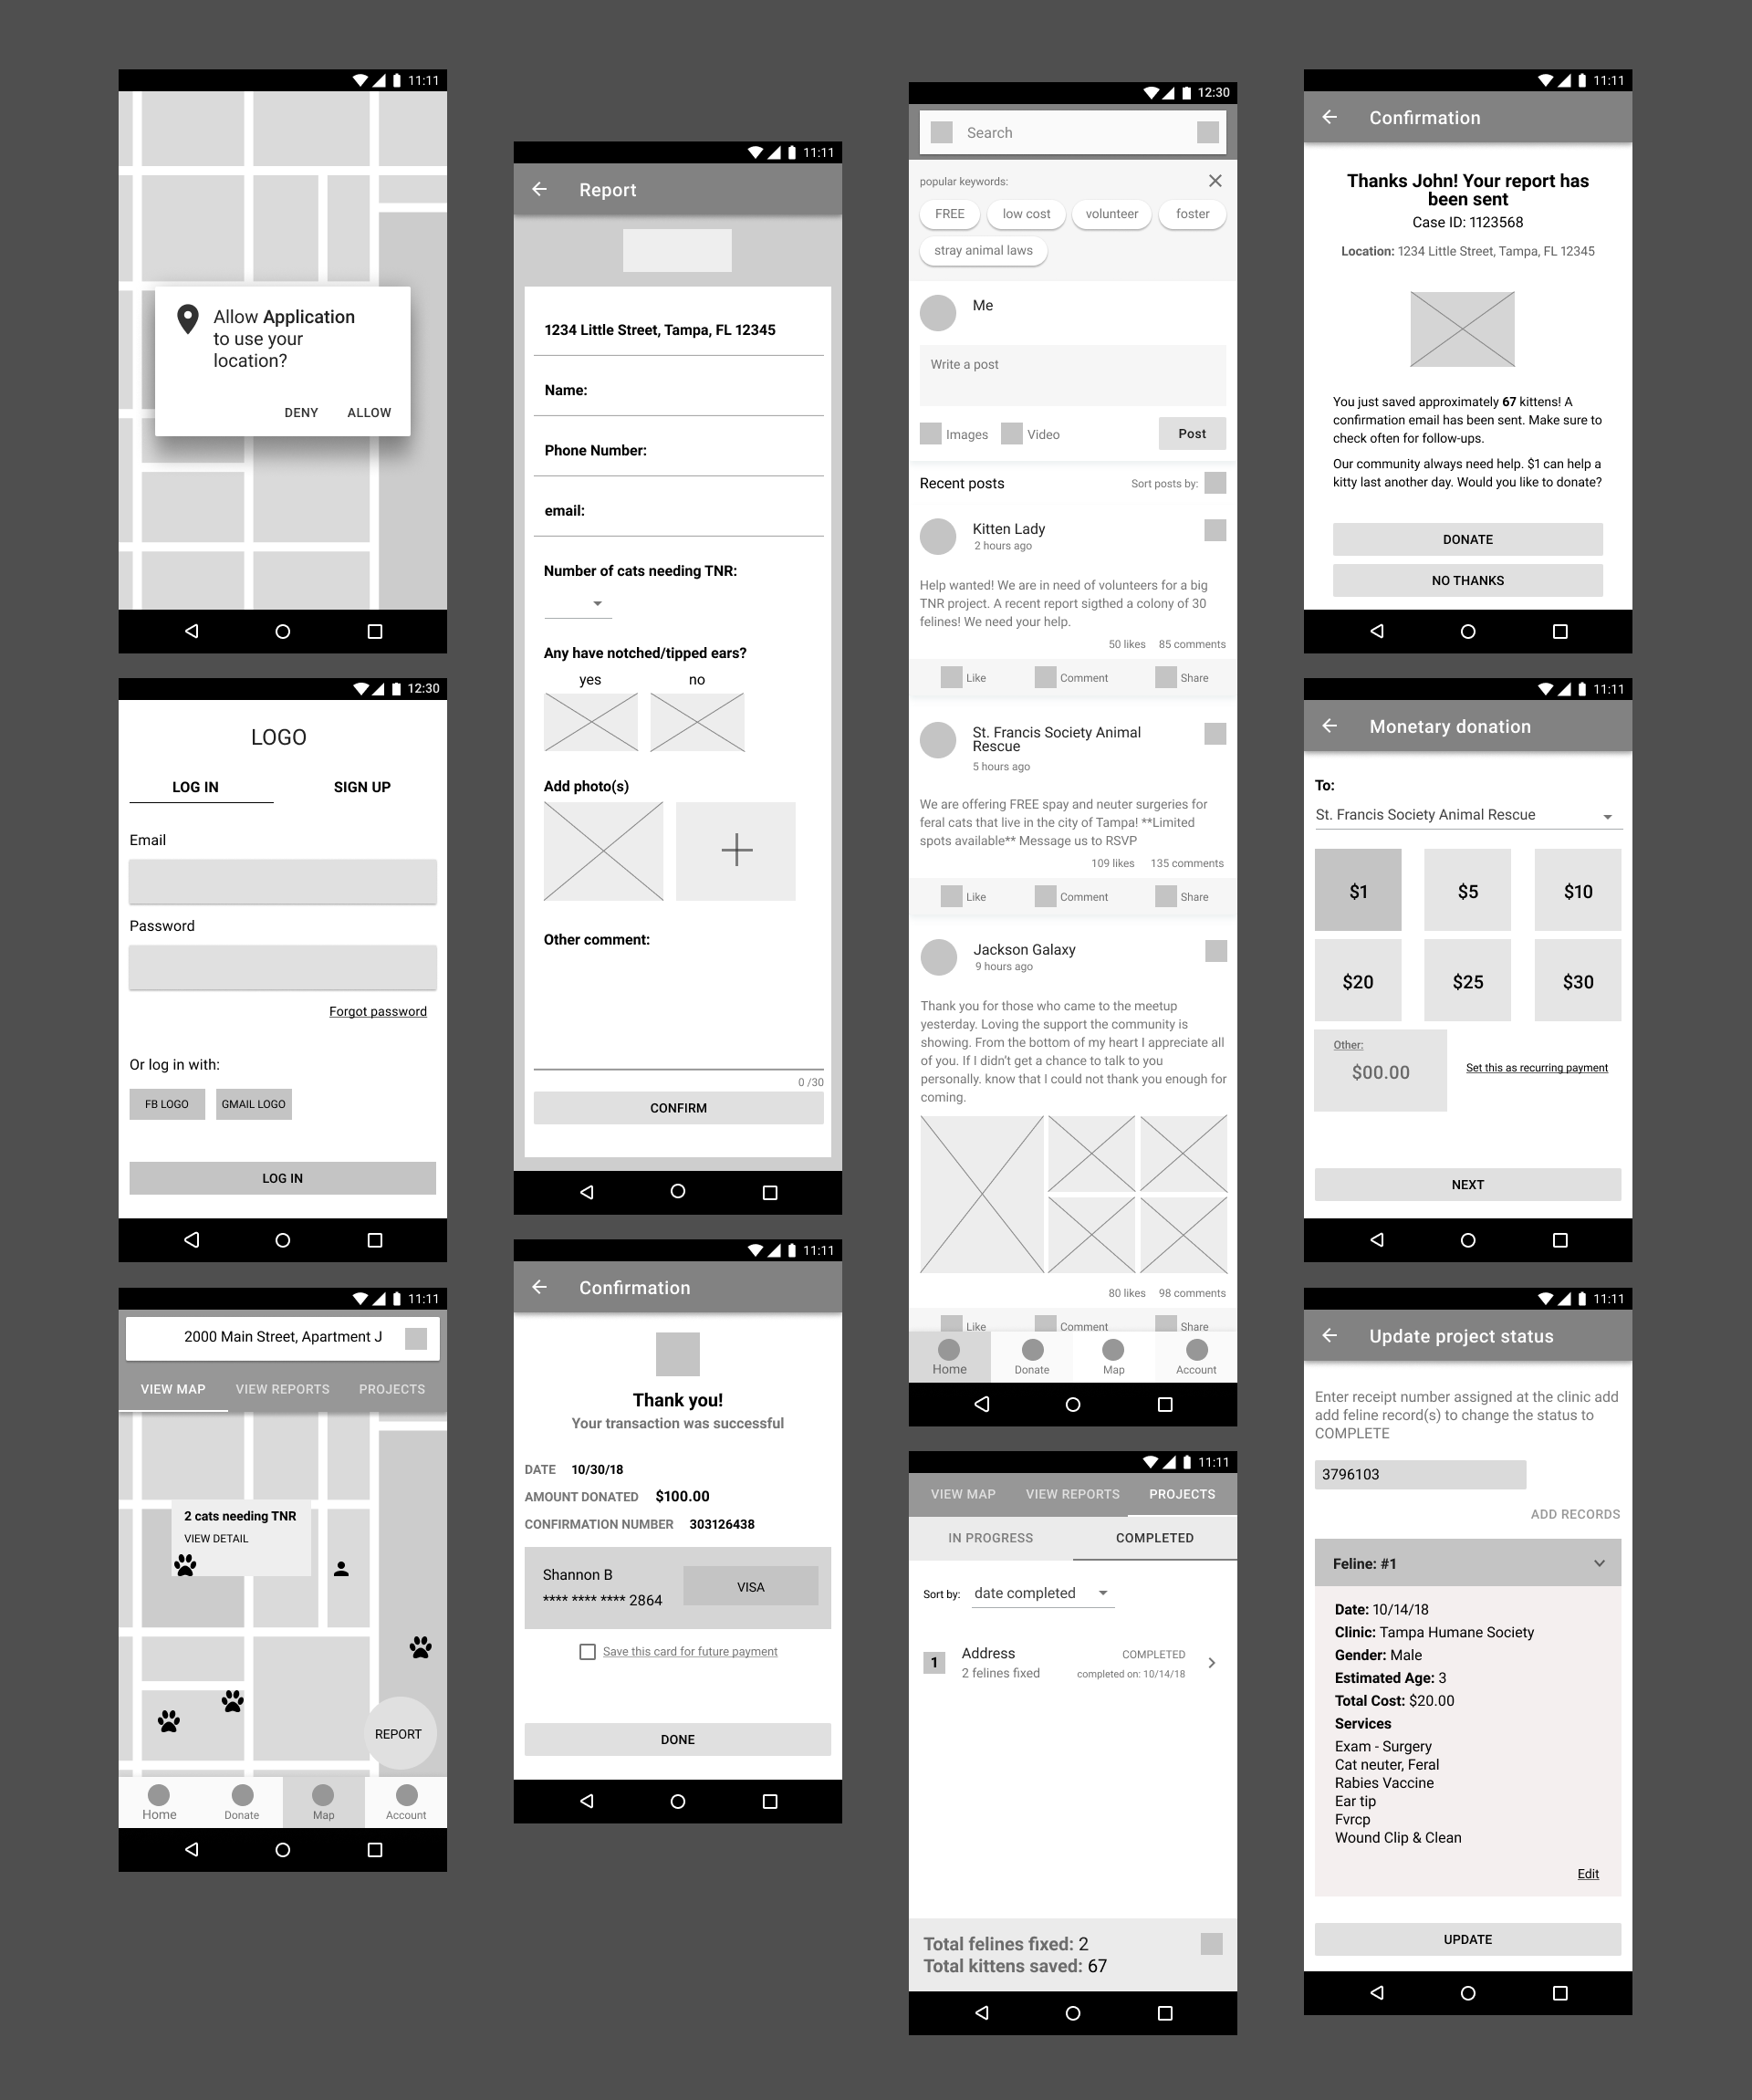 11:11
Allow Application
to use your
location?
DENY ALLOW
12:30
LOGO
LOG IN SIGN UP
Email
Password
Forgot password
Or log in with:
FB LOGO GMAIL LOGO
LOG IN
11:11
2000 Main Street, Apartment J
VIEW MAP VIEW REPORTS PROJECTS
2 cats needing TNR
VIEW DETAIL
REPORT
Home Donate Map Account
11:11
Report
1234 Little Street, Tampa, FL 12345
Name:
Phone Number:
email:
Number of cats needing TNR:
Any have notched/tipped ears?
yes no
Add photo(s)
Other comment:
0 /30
CONFIRM
11:11
Confirmation
Thank you!
Your transaction was successful
DATE 10/30/18
AMOUNT DONATED $100.00
CONFIRMATION NUMBER 303126438
Shannon B
**** **** **** 2864
VISA
Save this card for future payment
DONE
12:30
Search
popular keywords:
FREE low cost volunteer foster
stray animal laws
Me
Write a post
Images Video Post
Recent posts Sort posts by:
Kitten Lady
2 hours ago
Help wanted! We are in need of volunteers for a big
TNR project. A recent report sigthed a colony of 30
felines! We need your help.
50 likes 85 comments
Like Comment Share
St. Francis Society Animal
Rescue
5 hours ago
We are offering FREE spay and neuter surgeries for
feral cats that live in the city of Tampa! **Limited
spots available** Message us to RSVP
109 likes 135 comments
Like Comment Share
Jackson Galaxy
9 hours ago
Thank you for those who came to the meetup
yesterday. Loving the support the community is
showing. From the bottom of my heart I appreciate all
of you. If I didn't get a chance to talk to you
personally. know that I could not thank you enough for
coming.
80 likes 98 comments
Like Comment Share
Home Donate Map Account
11:11
VIEW MAP VIEW REPORTS PROJECTS
IN PROGRESS COMPLETED
Sort by: date completed
1 Address COMPLETED
2 felines fixed completed on: 10/14/18
Total felines fixed: 2
Total kittens saved: 67
11:11
Confirmation
Thanks John! Your report has
been sent
Case ID: 1123568
Location: 1234 Little Street, Tampa, FL 12345
You just saved approximately 67 kittens! A
confirmation email has been sent. Make sure to
check often for follow-ups.
Our community always need help. $1 can help a
kitty last another day. Would you like to donate?
DONATE
NO THANKS
11:11
Monetary donation
To:
St. Francis Society Animal Rescue
$1 $5 $10
$20 $25 $30
Other:
$00.00
Set this as recurring payment
NEXT
11:11
Update project status
Enter receipt number assigned at the clinic add
add feline record(s) to change the status to
COMPLETE
3796103
ADD RECORDS
Feline: #1
Date: 10/14/18
Clinic: Tampa Humane Society
Gender: Male
Estimated Age: 3
Total Cost: $20.00
Services
Exam - Surgery
Cat neuter, Feral
Rabies Vaccine
Ear tip
Fvrcp
Wound Clip & Clean
Edit
UPDATE